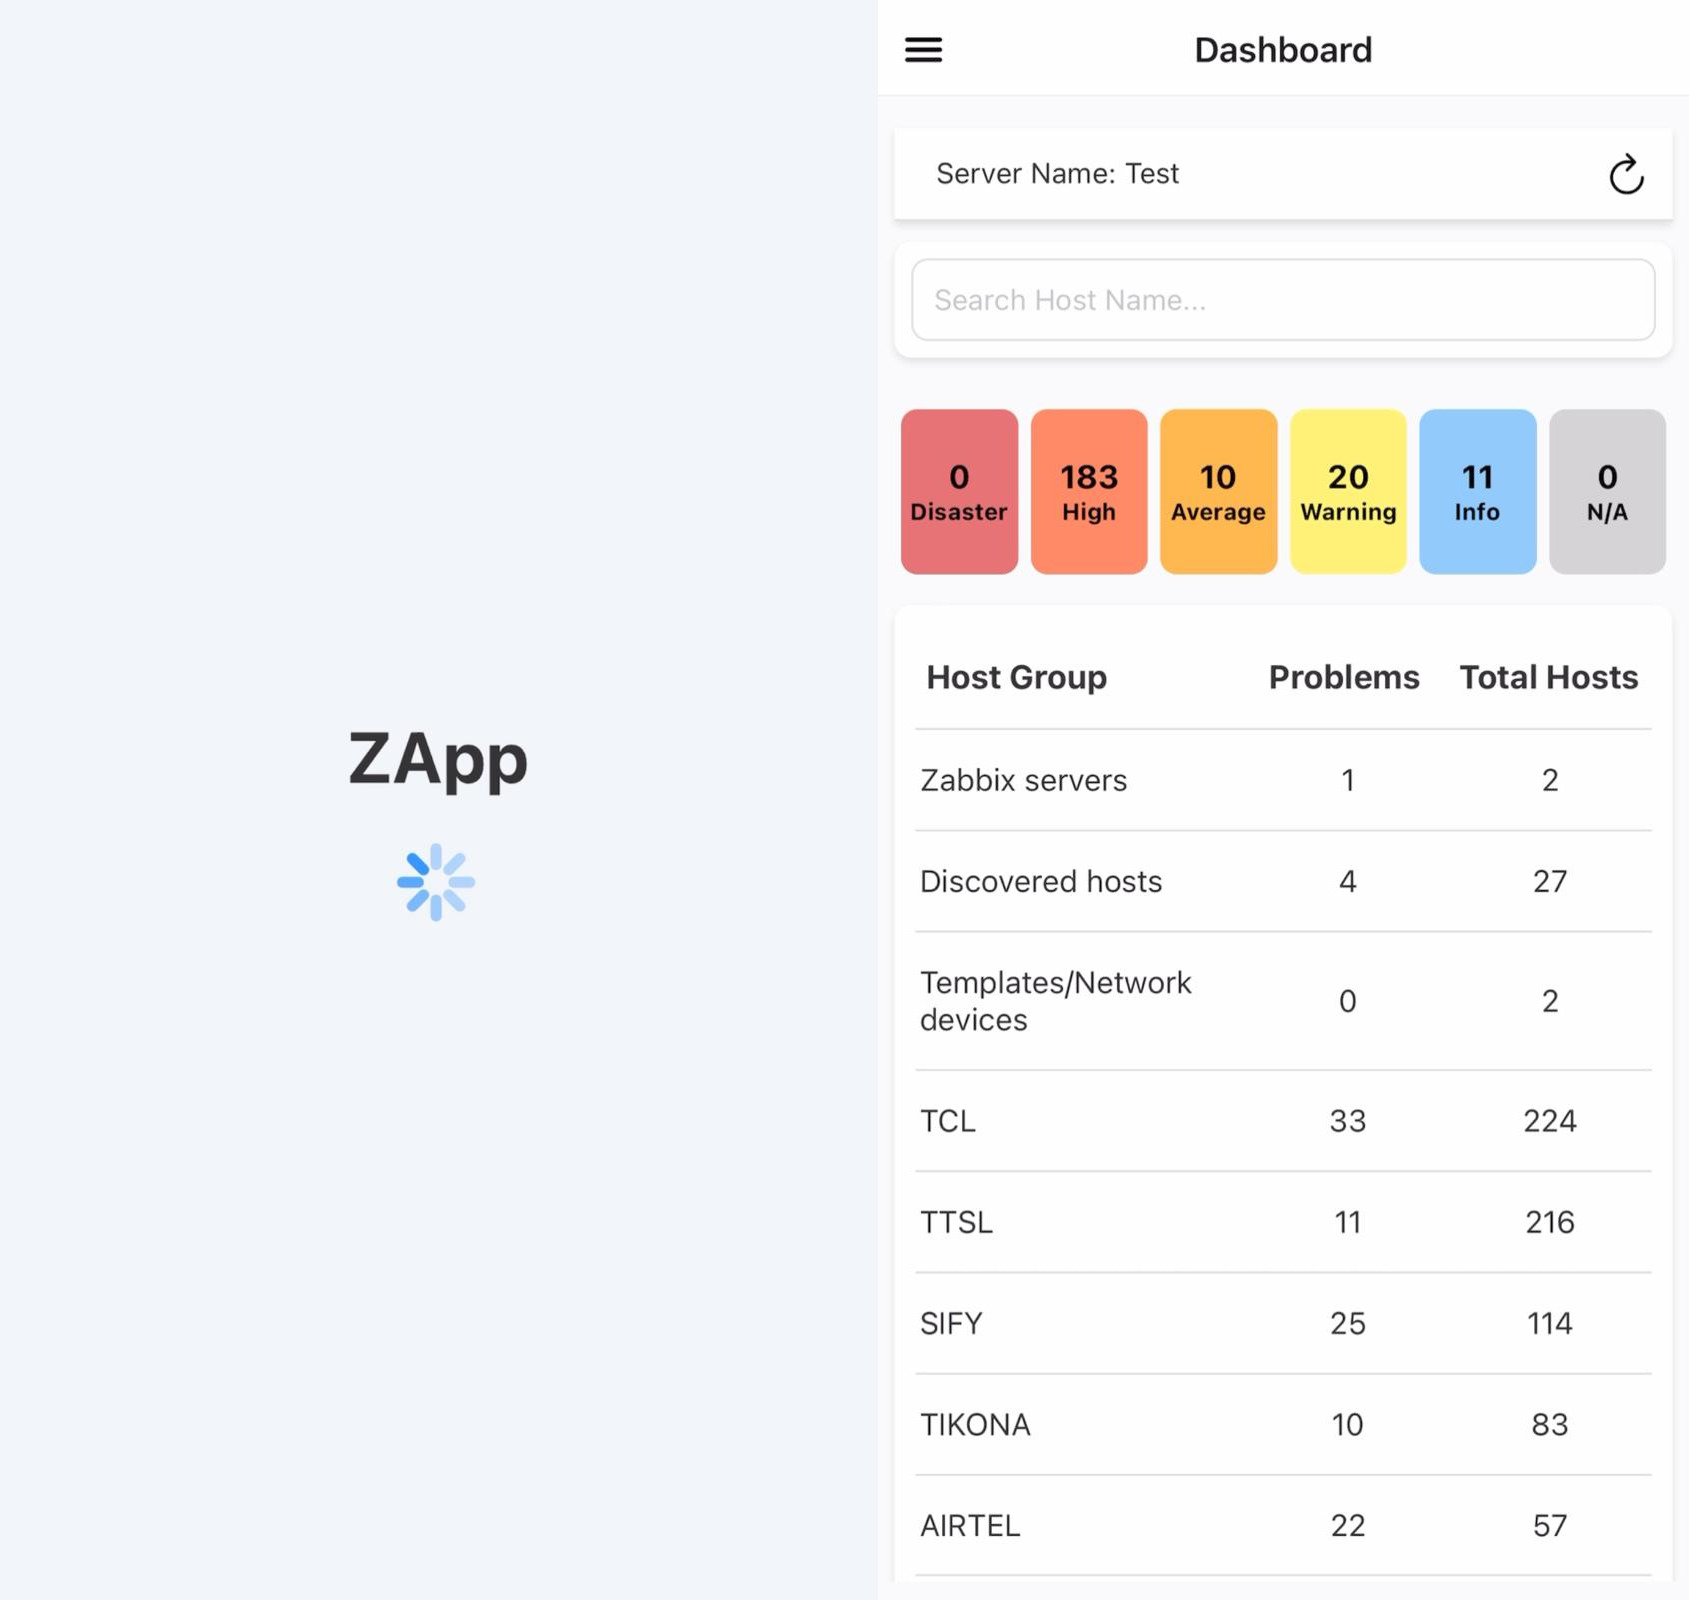 ZApp
Dashboard
Server Name: Test
Search Host Name...
0 183 10 20 11 0
Disaster High Average Warning Info N/A
Host Group Problems Total Hosts
Zabbix servers 1 2
Discovered hosts 4 27
Templates/Network
devices 0 2
TCL 33 224
TTSL 11 216
SIFY 25 114
TIKONA 10 83
AIRTEL 22 57